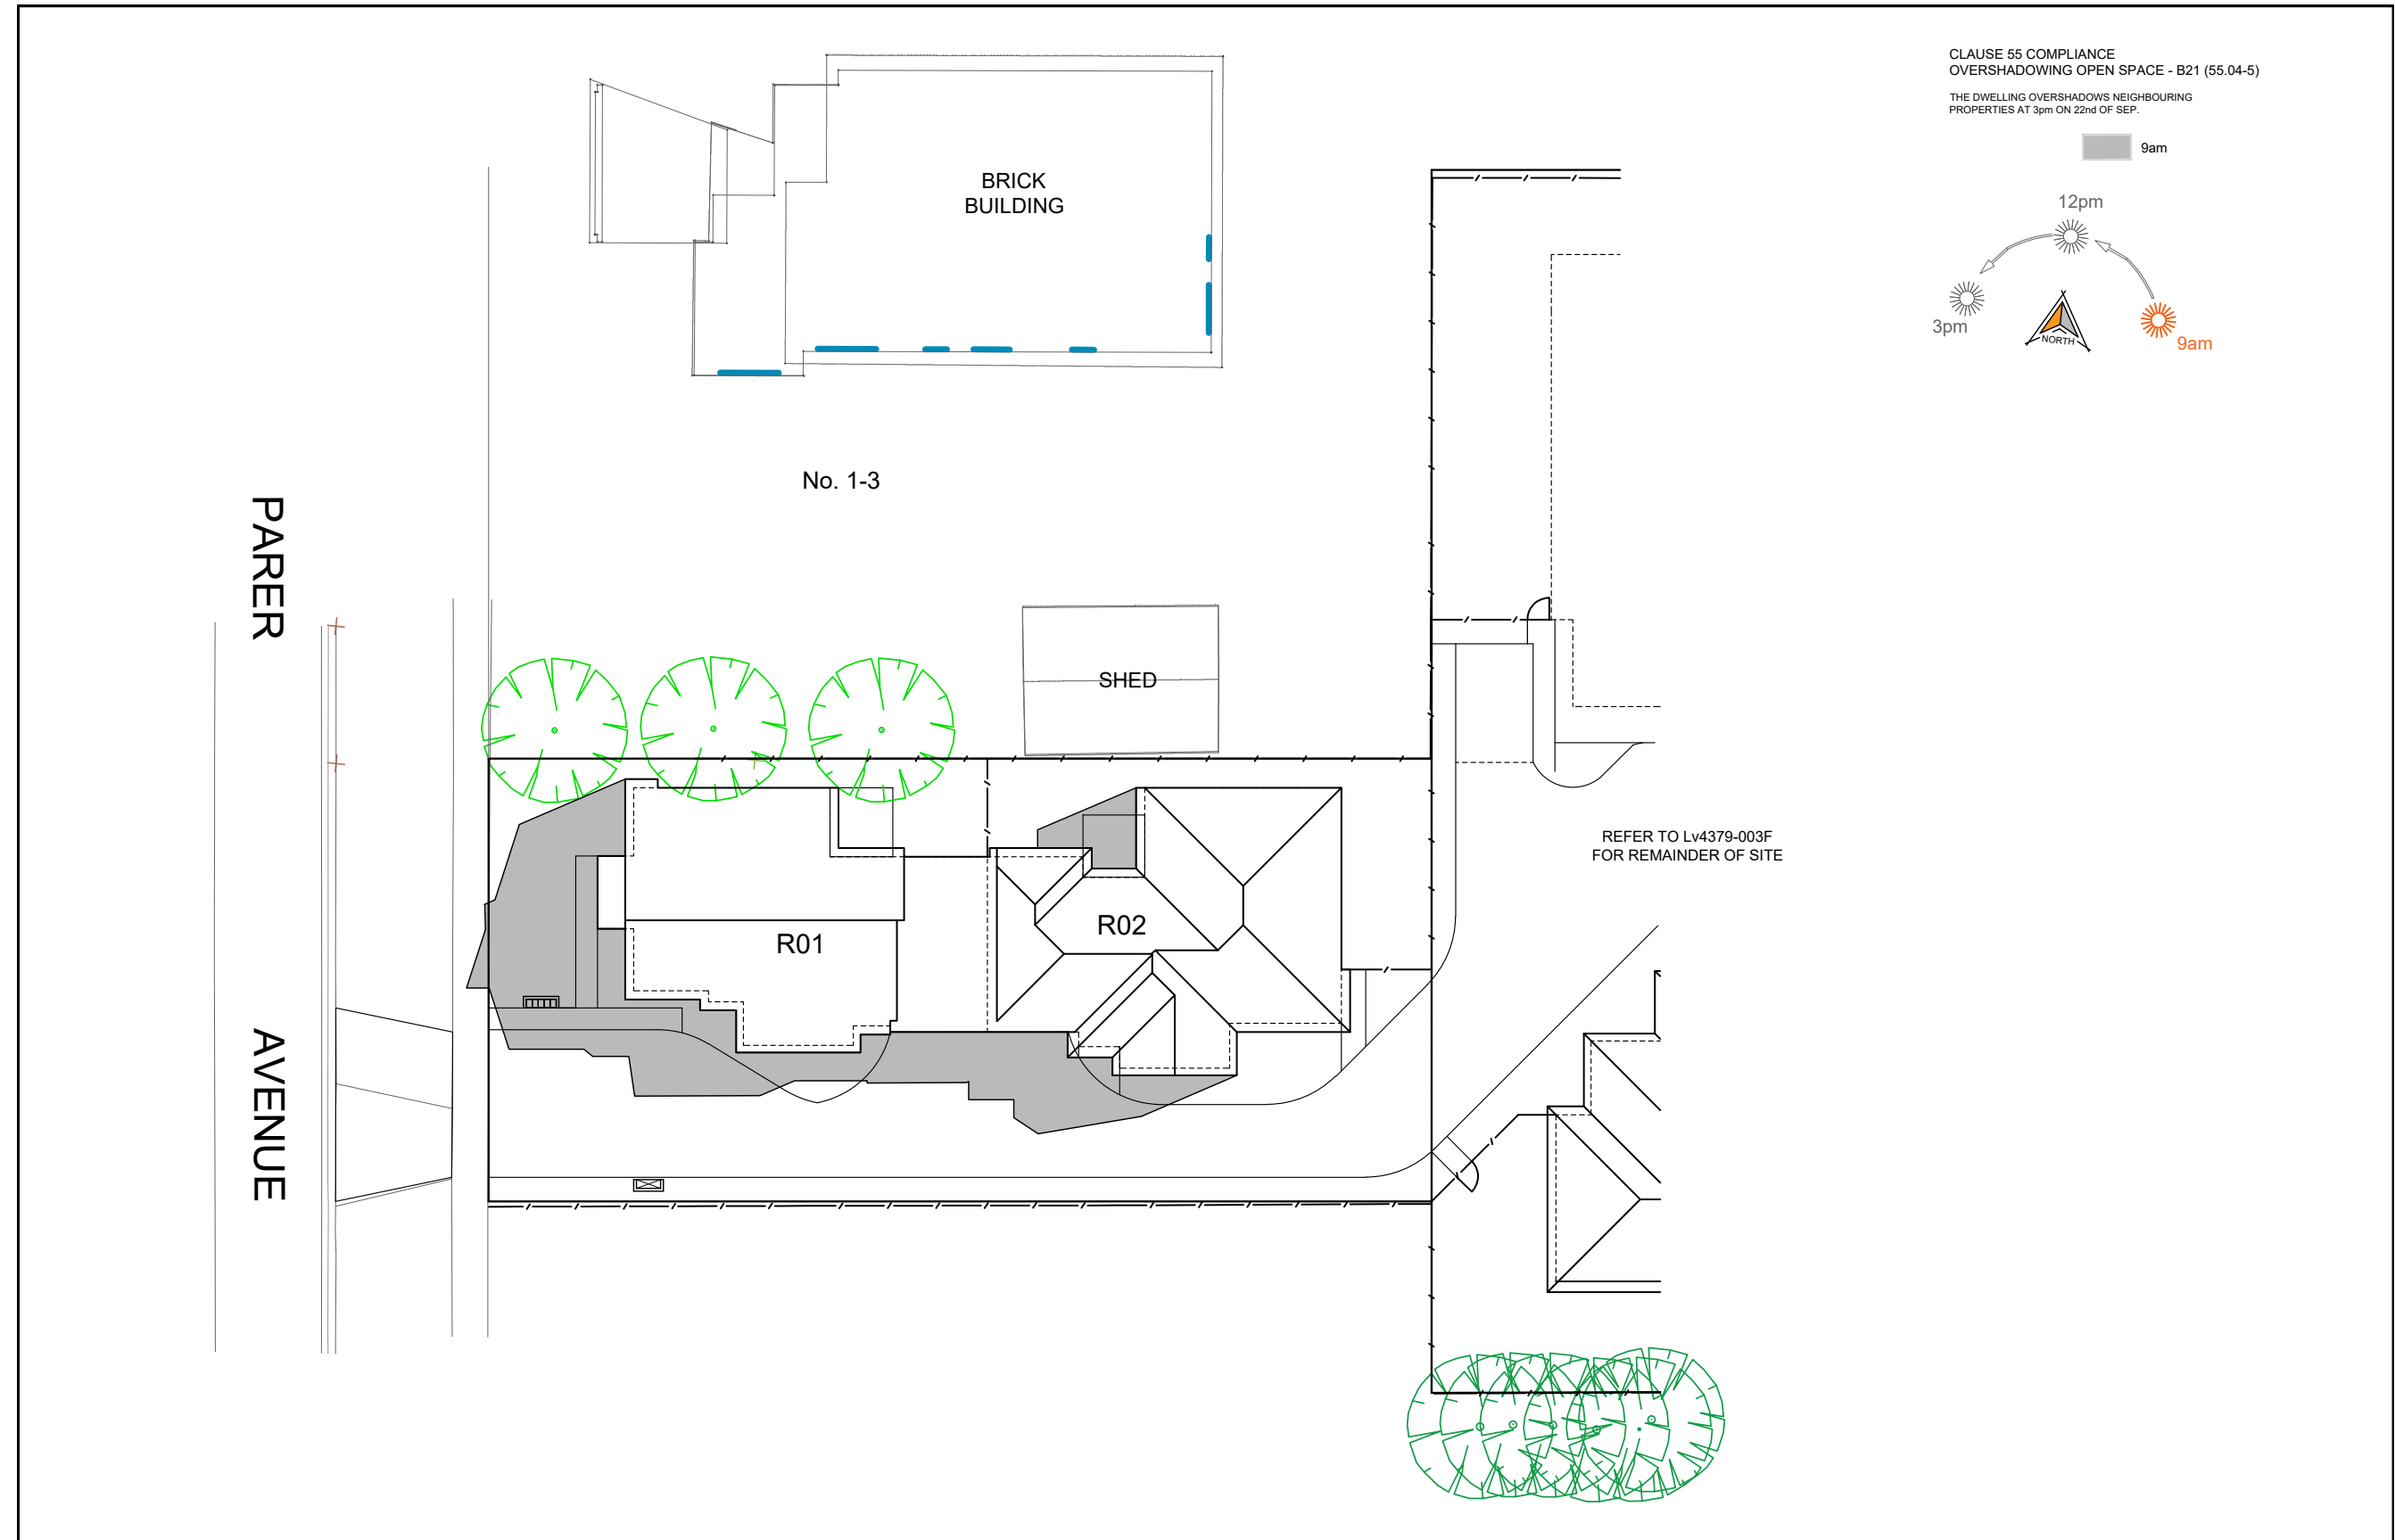 CLAUSE 55 COMPLIANCE
OVERSHADOWING OPEN SPACE - B21 (55.04-5)
THE DWELLING OVERSHADOWS NEIGHBOURING
PROPERTIES AT 3pm ON 22nd OF SEP.
9am
12pm
3pm
NORTH
9am
BRICK
BUILDING
No. 1-3
PARER
AVENUE
SHED
REFER TO Lv4379-003F
FOR REMAINDER OF SITE
R01
R02